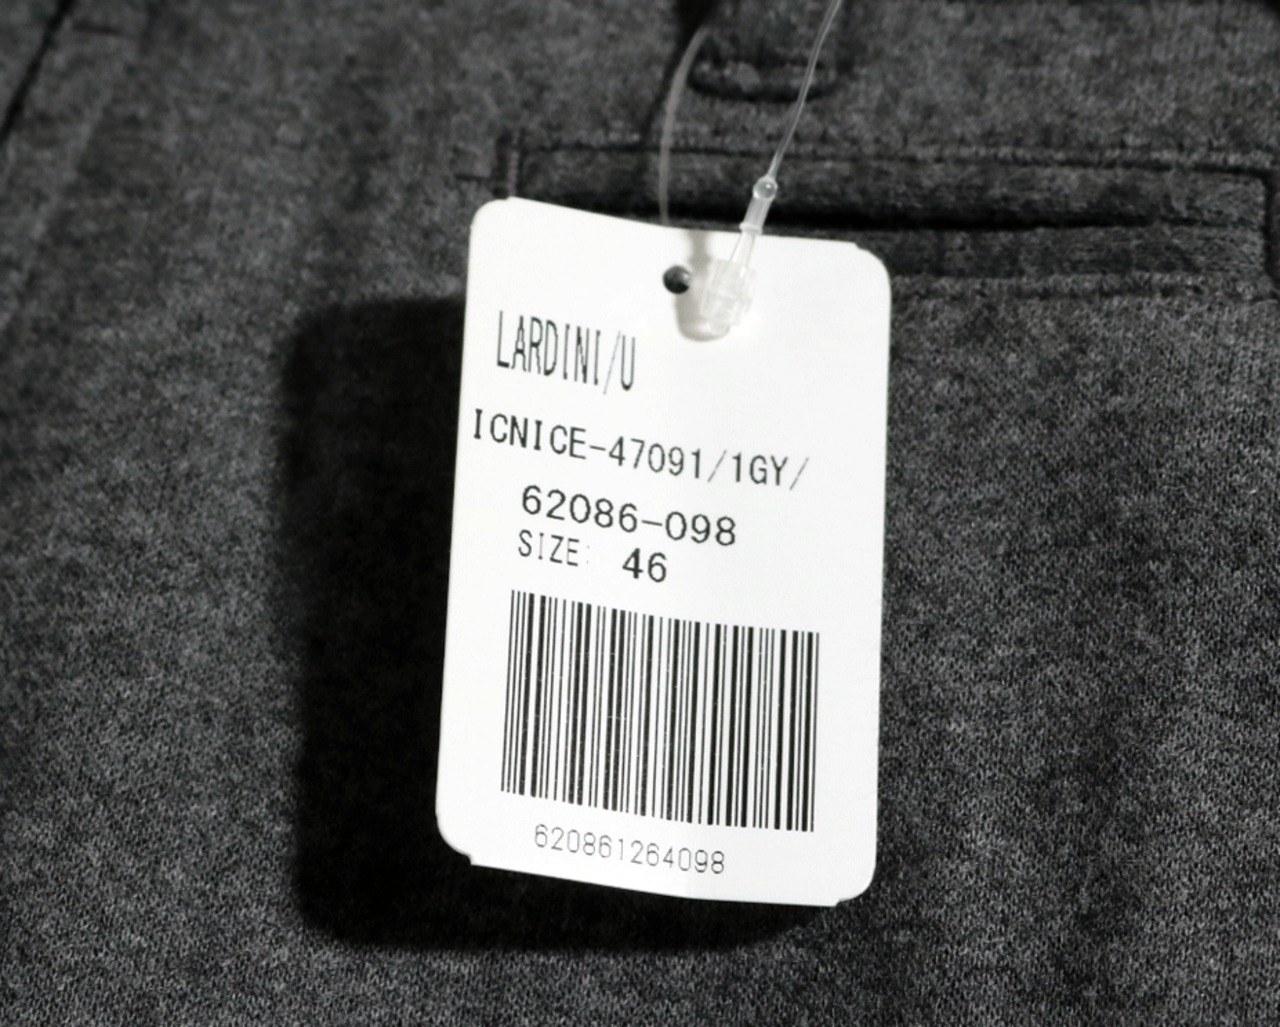 LARDINI/U
ICNICE-47091/1GY/
62086-098
SIZE: 46
620861264098